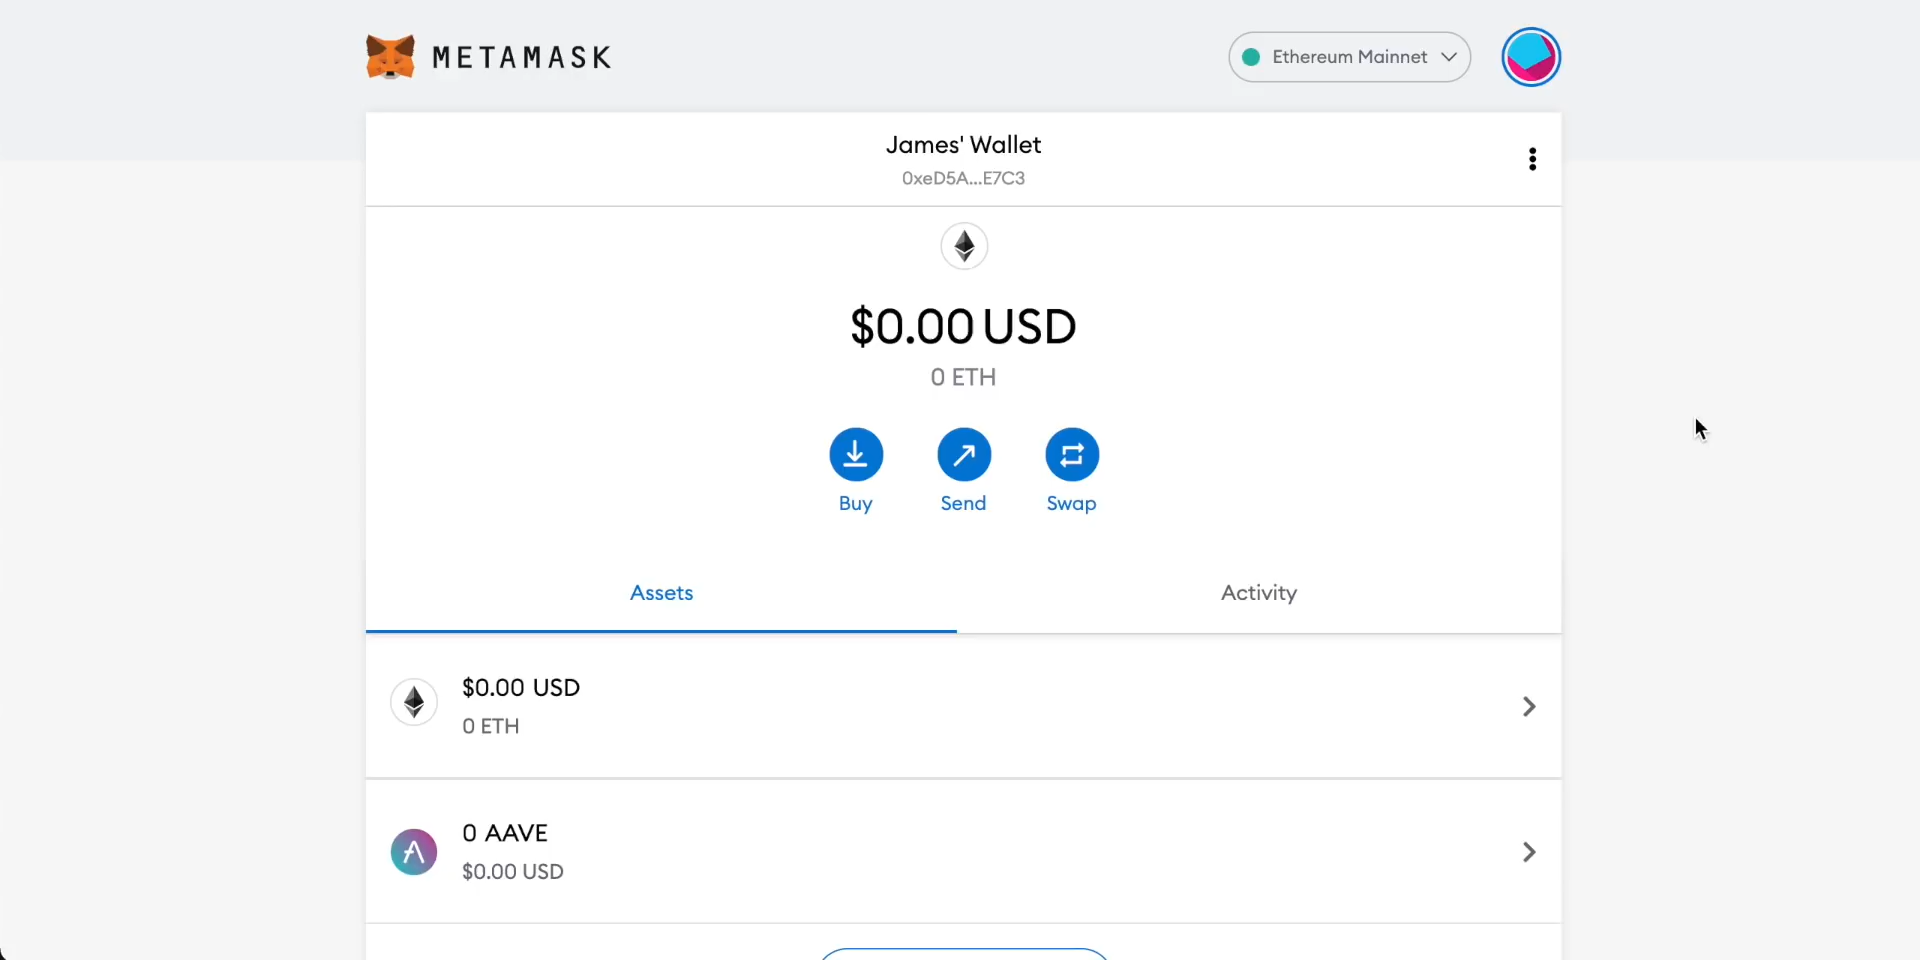 METAMASK
Ethereum Mainnet
James' Wallet
0xeD5A...E7C3
$0.00 USD
0 ETH
Buy
Send
Swap
Assets
Activity
$0.00 USD
0 ETH
0 AAVE
$0.00 USD